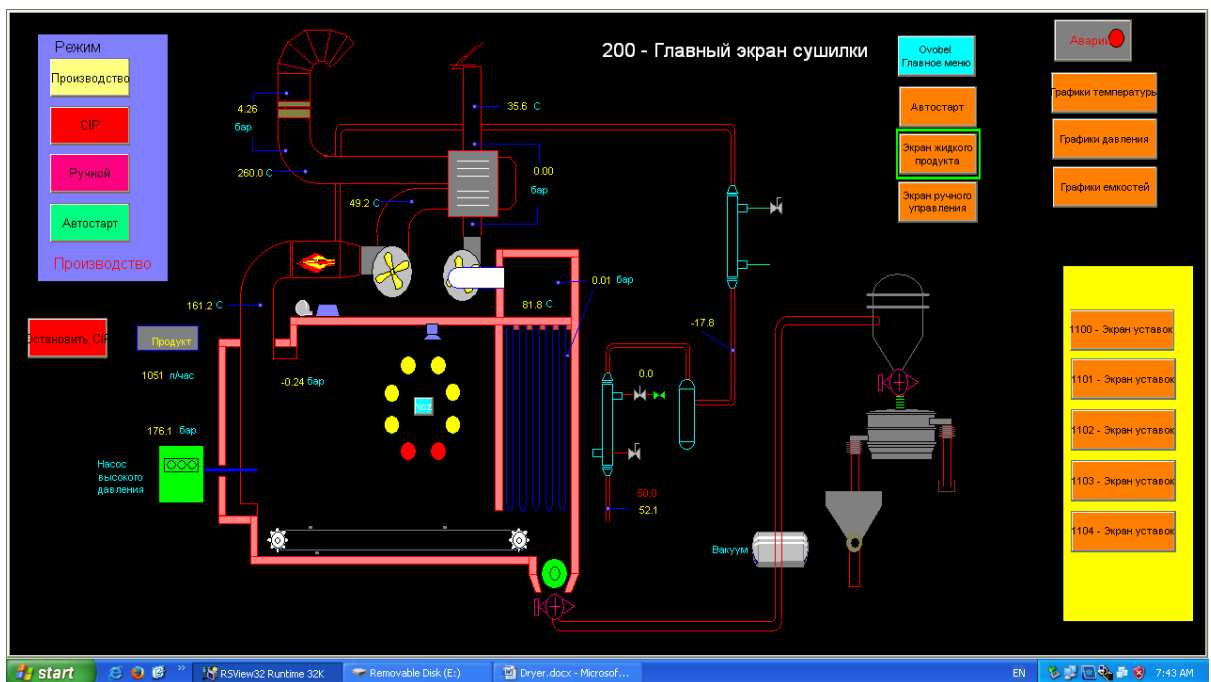 200 - Главный экран сушилки
Режим
Производство
CIP
Ручной
Автостарт
Производство
Остановить CIP
Продукт
1051 л/час
176.1 бар
Насос
высокого
давления
4.26
бар
260.0 C
49.2 C
35.6 C
0.00
бар
161.2 C
81.8 C
0.01 бар
-0.24 бар
Noz
-17.8
0.0
50.0
52.1
Вакуум
Ovobel
Главное меню
Автостарт
Экран жидкого
продукта
Экран ручного
управления
Аварии
Графики температуры
Графики давления
Графики емкостей
1100 - Экран уставок
1101 - Экран уставок
1102 - Экран уставок
1103 - Экран уставок
1104 - Экран уставок
start
RSView32 Runtime 32K
Removable Disk (E:)
Dryer.docx - Microsof...
EN
7:43 AM